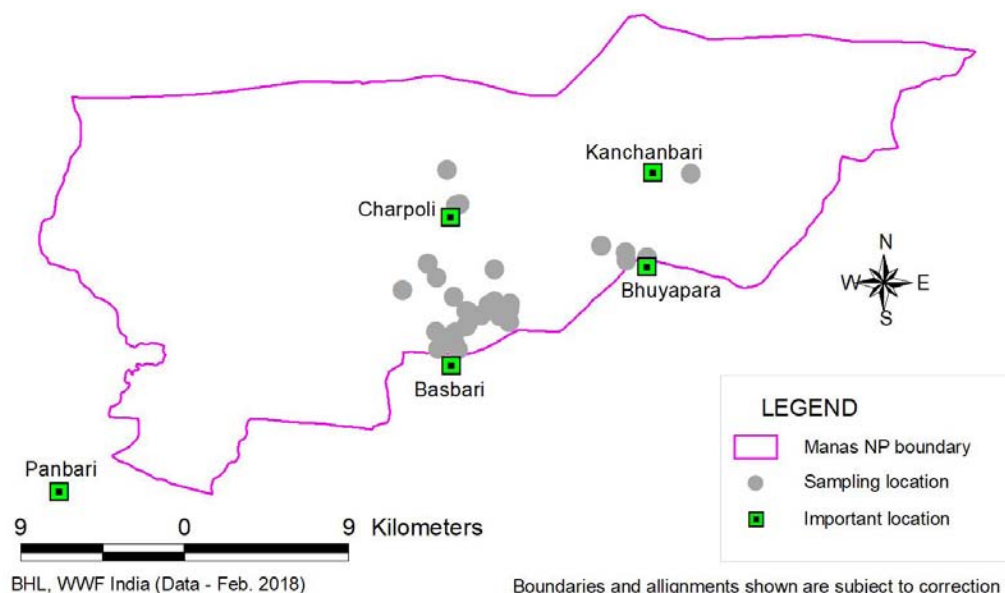 Kanchanbari
Charpoli
N
W E
S
Bhuyapara
Basbari
LEGEND
Manas NP boundary
Sampling location
Important location
Panbari
9 0 9 Kilometers
BHL, WWF India (Data - Feb. 2018)
Boundaries and allignments shown are subject to correction